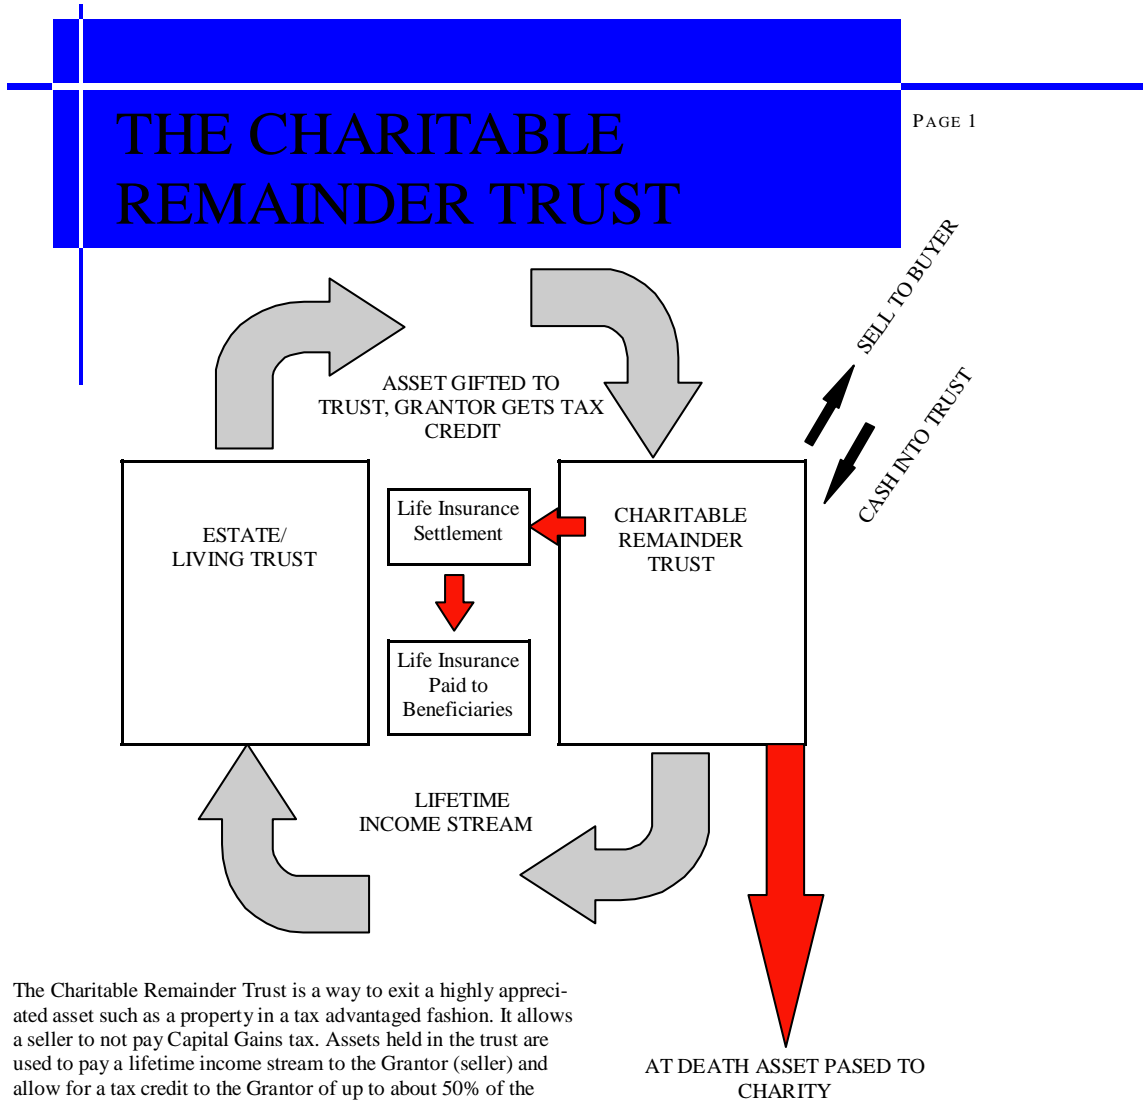 THE CHARITABLE
REMAINDER TRUST
PAGE 1
SELL TO BUYER
CASH INTO TRUST
ASSET GIFTED TO
TRUST, GRANTOR GETS TAX
CREDIT
ESTATE/
LIVING TRUST
Life Insurance
Settlement
CHARITABLE
REMAINDER
TRUST
Life Insurance
Paid to
Beneficiaries
LIFETIME
INCOME STREAM
The Charitable Remainder Trust is a way to exit a highly appreci-
ated asset such as a property in a tax advantaged fashion. It allows
a seller to not pay Capital Gains tax. Assets held in the trust are
used to pay a lifetime income stream to the Grantor (seller) and
allow for a tax credit to the Grantor of up to about 50% of the
AT DEATH ASSET PASED TO
CHARITY